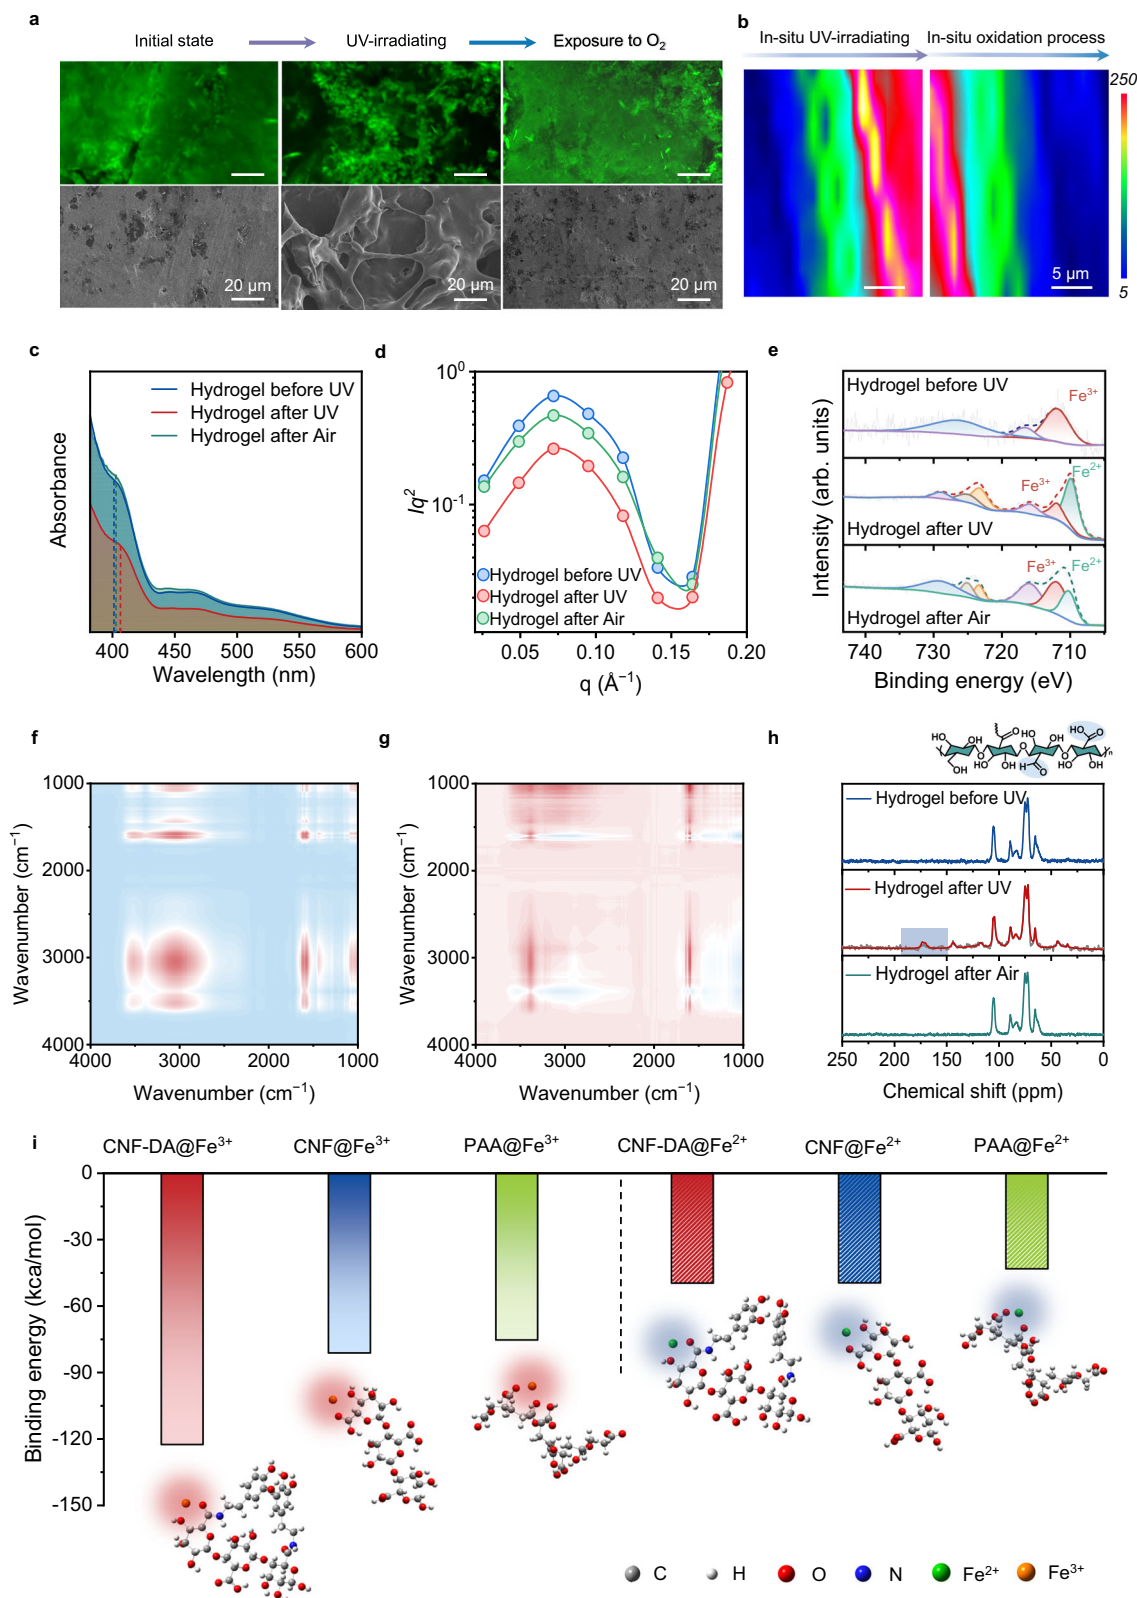 a
Initial state
UV-irradiating
Exposure to O₂
20 μm
20 μm
20 μm
b
In-situ UV-irradiating
In-situ oxidation process
250
5
5 μm
c
Hydrogel before UV
Hydrogel after UV
Hydrogel after Air
Absorbance
400 450 500 550 600
Wavelength (nm)
d
10⁰
10⁻¹
Iq²
Hydrogel before UV
Hydrogel after UV
Hydrogel after Air
0.05 0.10 0.15 0.20
q (Å⁻¹)
e
Hydrogel before UV
Fe³⁺
Fe³⁺
Fe²⁺
Hydrogel after UV
Fe³⁺
Fe²⁺
Hydrogel after Air
Intensity (arb. units)
740 730 720 710
Binding energy (eV)
f
1000
2000
3000
4000
Wavenumber (cm⁻¹)
4000 3000 2000 1000
Wavenumber (cm⁻¹)
g
1000
2000
3000
4000
Wavenumber (cm⁻¹)
4000 3000 2000 1000
Wavenumber (cm⁻¹)
h
Hydrogel before UV
Hydrogel after UV
Hydrogel after Air
250 200 150 100 50 0
Chemical shift (ppm)
i
CNF-DA@Fe³⁺
CNF@Fe³⁺
PAA@Fe³⁺
CNF-DA@Fe²⁺
CNF@Fe²⁺
PAA@Fe²⁺
0
-30
-60
-90
-120
-150
Binding energy (kca/mol)
C H O N Fe²⁺ Fe³⁺